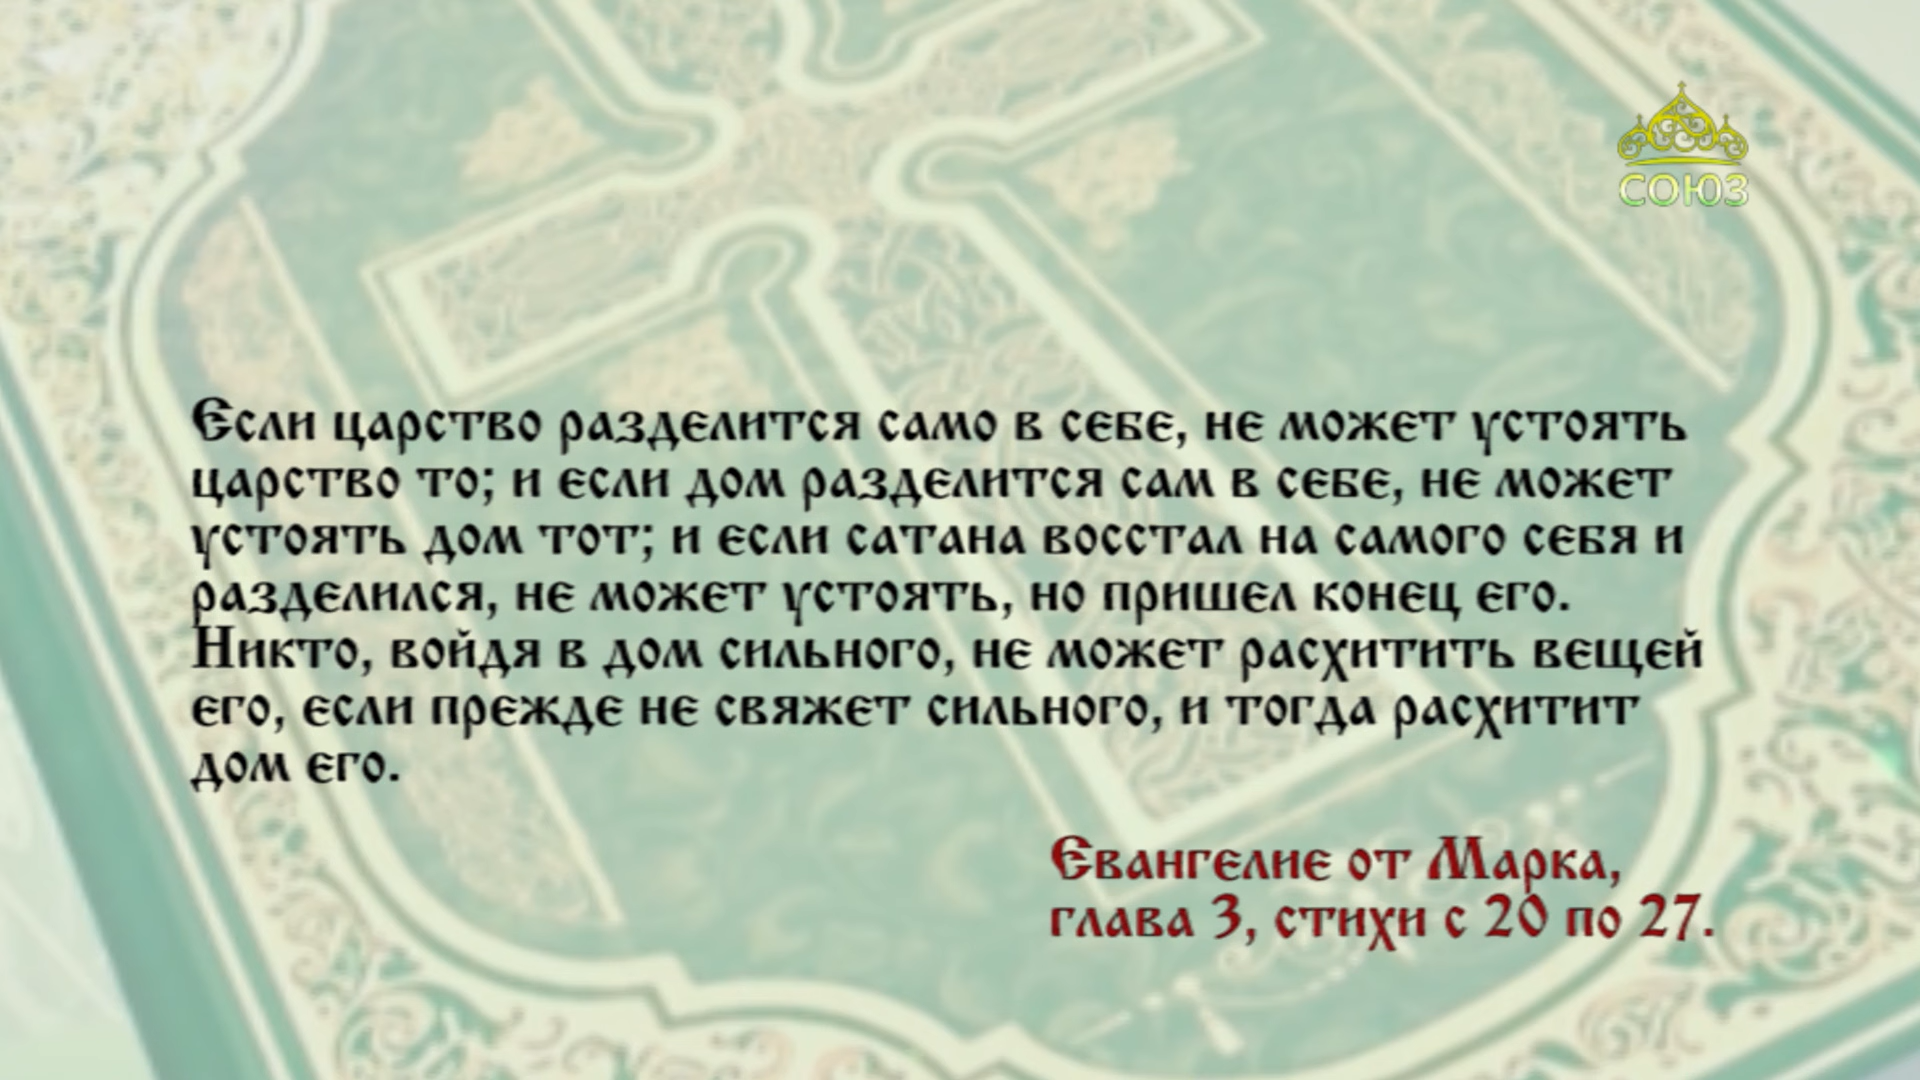 СОЮЗ
Если царство разделится само в себе, не может устоять
царство то; и если дом разделится сам в себе, не может
устоять дом тот; и если сатана восстал на самого себя и
разделился, не может устоять, но пришел конец его.
Никто, войдя в дом сильного, не может расхитить вещей
его, если прежде не свяжет сильного, и тогда расхитит
дом его.
Евангелие от Марка,
глава 3, стихи с 20 по 27.